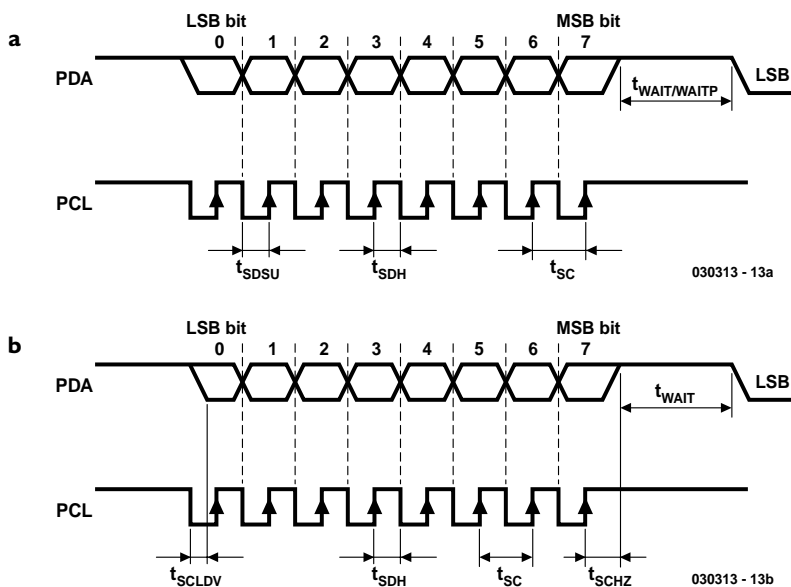 a
LSB bit MSB bit
0 1 2 3 4 5 6 7
PDA
tWAIT/WAITP
LSB
PCL
tSDSU tSDH tSC
030313 - 13a
b
LSB bit MSB bit
0 1 2 3 4 5 6 7
PDA
tWAIT
LSB
PCL
tSCLDV tSDH tSC tSCHZ
030313 - 13b